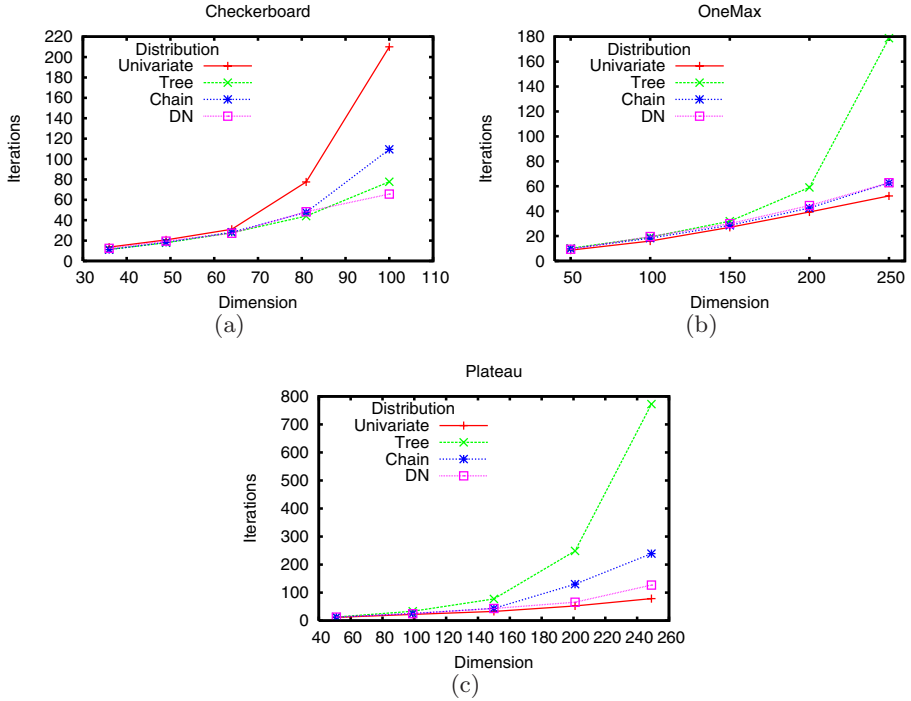 Checkerboard
220
200
180
160
140
120
100
80
60
40
20
0
Iterations
Distribution
Univariate
Tree
Chain
DN
30 40 50 60 70 80 90 100 110
Dimension
(a)
OneMax
180
160
140
120
100
80
60
40
20
0
Iterations
Distribution
Univariate
Tree
Chain
DN
50 100 150 200 250
Dimension
(b)
Plateau
800
700
600
500
400
300
200
100
0
Iterations
Distribution
Univariate
Tree
Chain
DN
40 60 80 100 120 140 160 180 200 220 240 260
Dimension
(c)